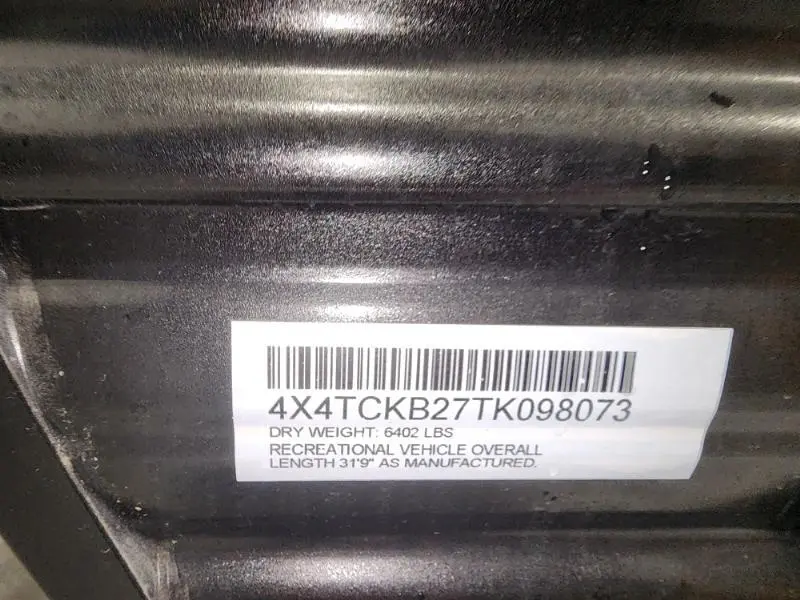 4X4TCKB27TK098073
DRY WEIGHT: 6402 LBS
RECREATIONAL VEHICLE OVERALL
LENGTH 31'9" AS MANUFACTURED.